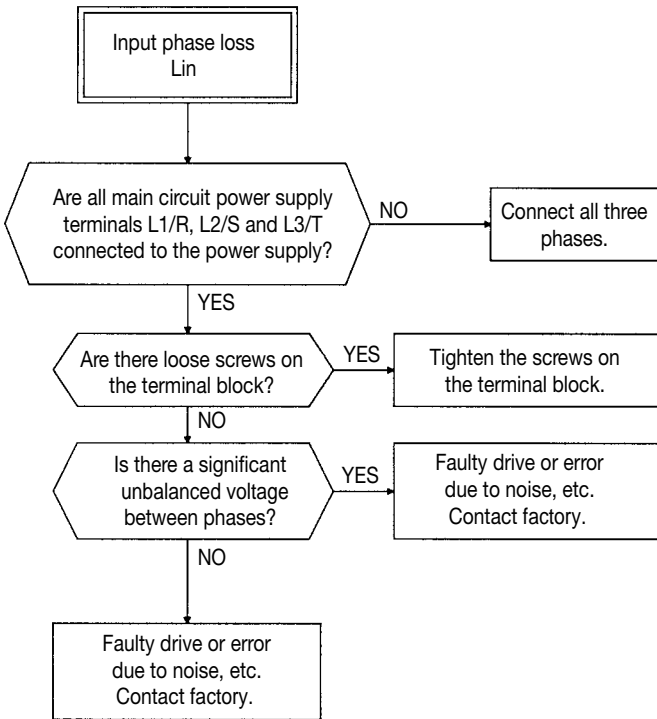 Input phase loss
Lin
Are all main circuit power supply
terminals L1/R, L2/S and L3/T
connected to the power supply?
NO
Connect all three
phases.
YES
Are there loose screws on
the terminal block?
YES
Tighten the screws on
the terminal block.
NO
Is there a significant
unbalanced voltage
between phases?
YES
Faulty drive or error
due to noise, etc.
Contact factory.
NO
Faulty drive or error
due to noise, etc.
Contact factory.